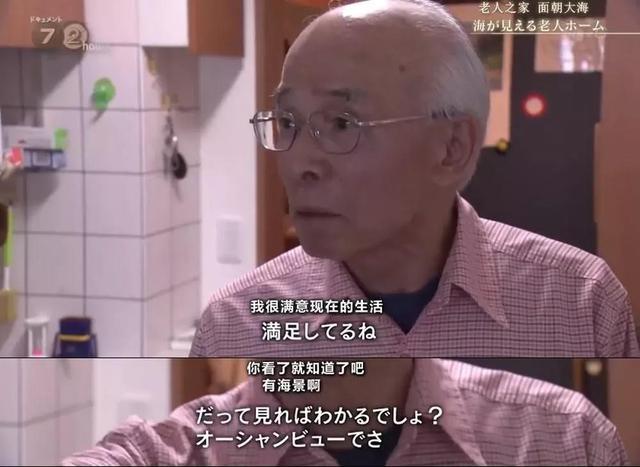 ドキュメント
72hours
老人之家 面朝大海
海が見える老人ホーム
我很满意现在的生活
満足してるね
你看了就知道了吧
有海景啊
だって見ればわかるでしょ?
オーシャンビューでさ